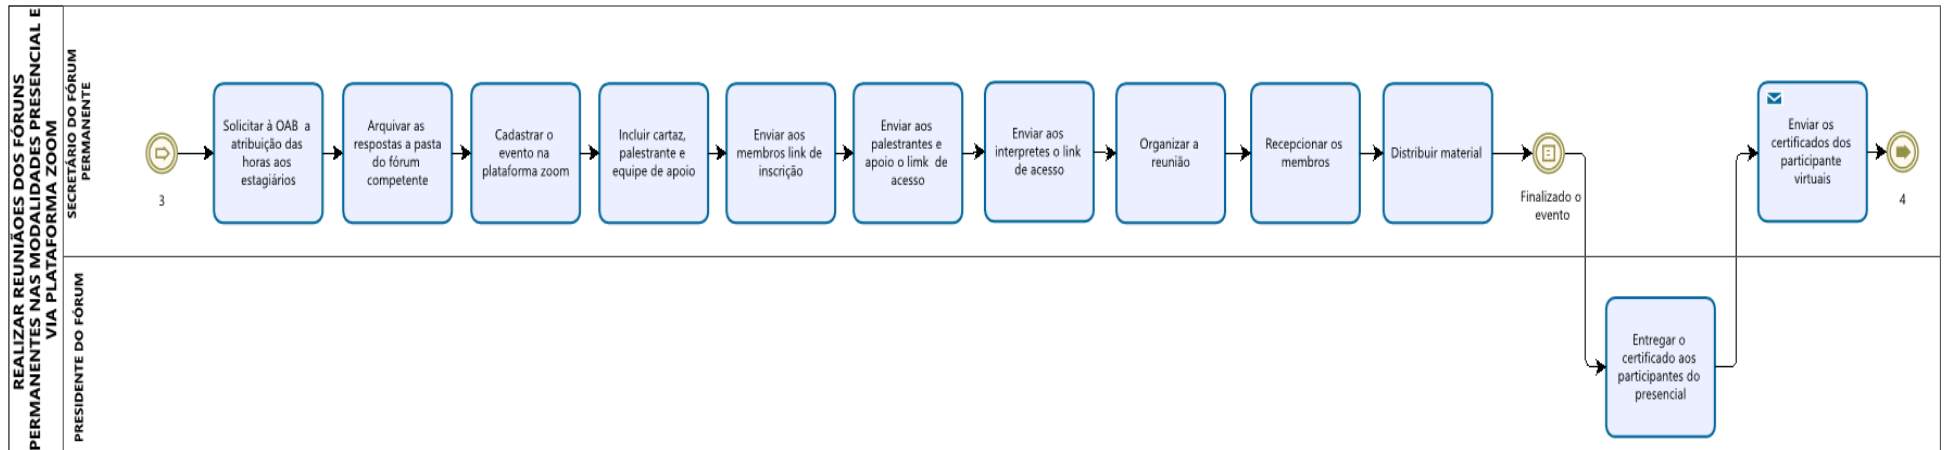 REALIZAR REUNIÃOES DOS FÓRUNS
PERMANENTES NAS MODALIDADES PRESENCIAL E
VIA PLATAFORMA ZOOM
SECRETÁRIO DO FÓRUM
PERMANENTE
3
Solicitar à OAB a
atribuição das
horas aos
estagiários
Arquivar as
respostas a pasta
do fórum
competente
Cadastrar o
evento na
plataforma zoom
Incluir cartaz,
palestrante e
equipe de apoio
Enviar aos
membros link de
inscrição
Enviar aos
palestrantes e
apoio o limk de
acesso
Enviar aos
interpretes o link
de acesso
Organizar a
reunião
Recepcionar os
membros
Distribuir material
Finalizado o
evento
Enviar os
certificados dos
participante
virtuais
4
PRESIDENTE DO FÓRUM
Entregar o
certificado aos
participantes do
presencial